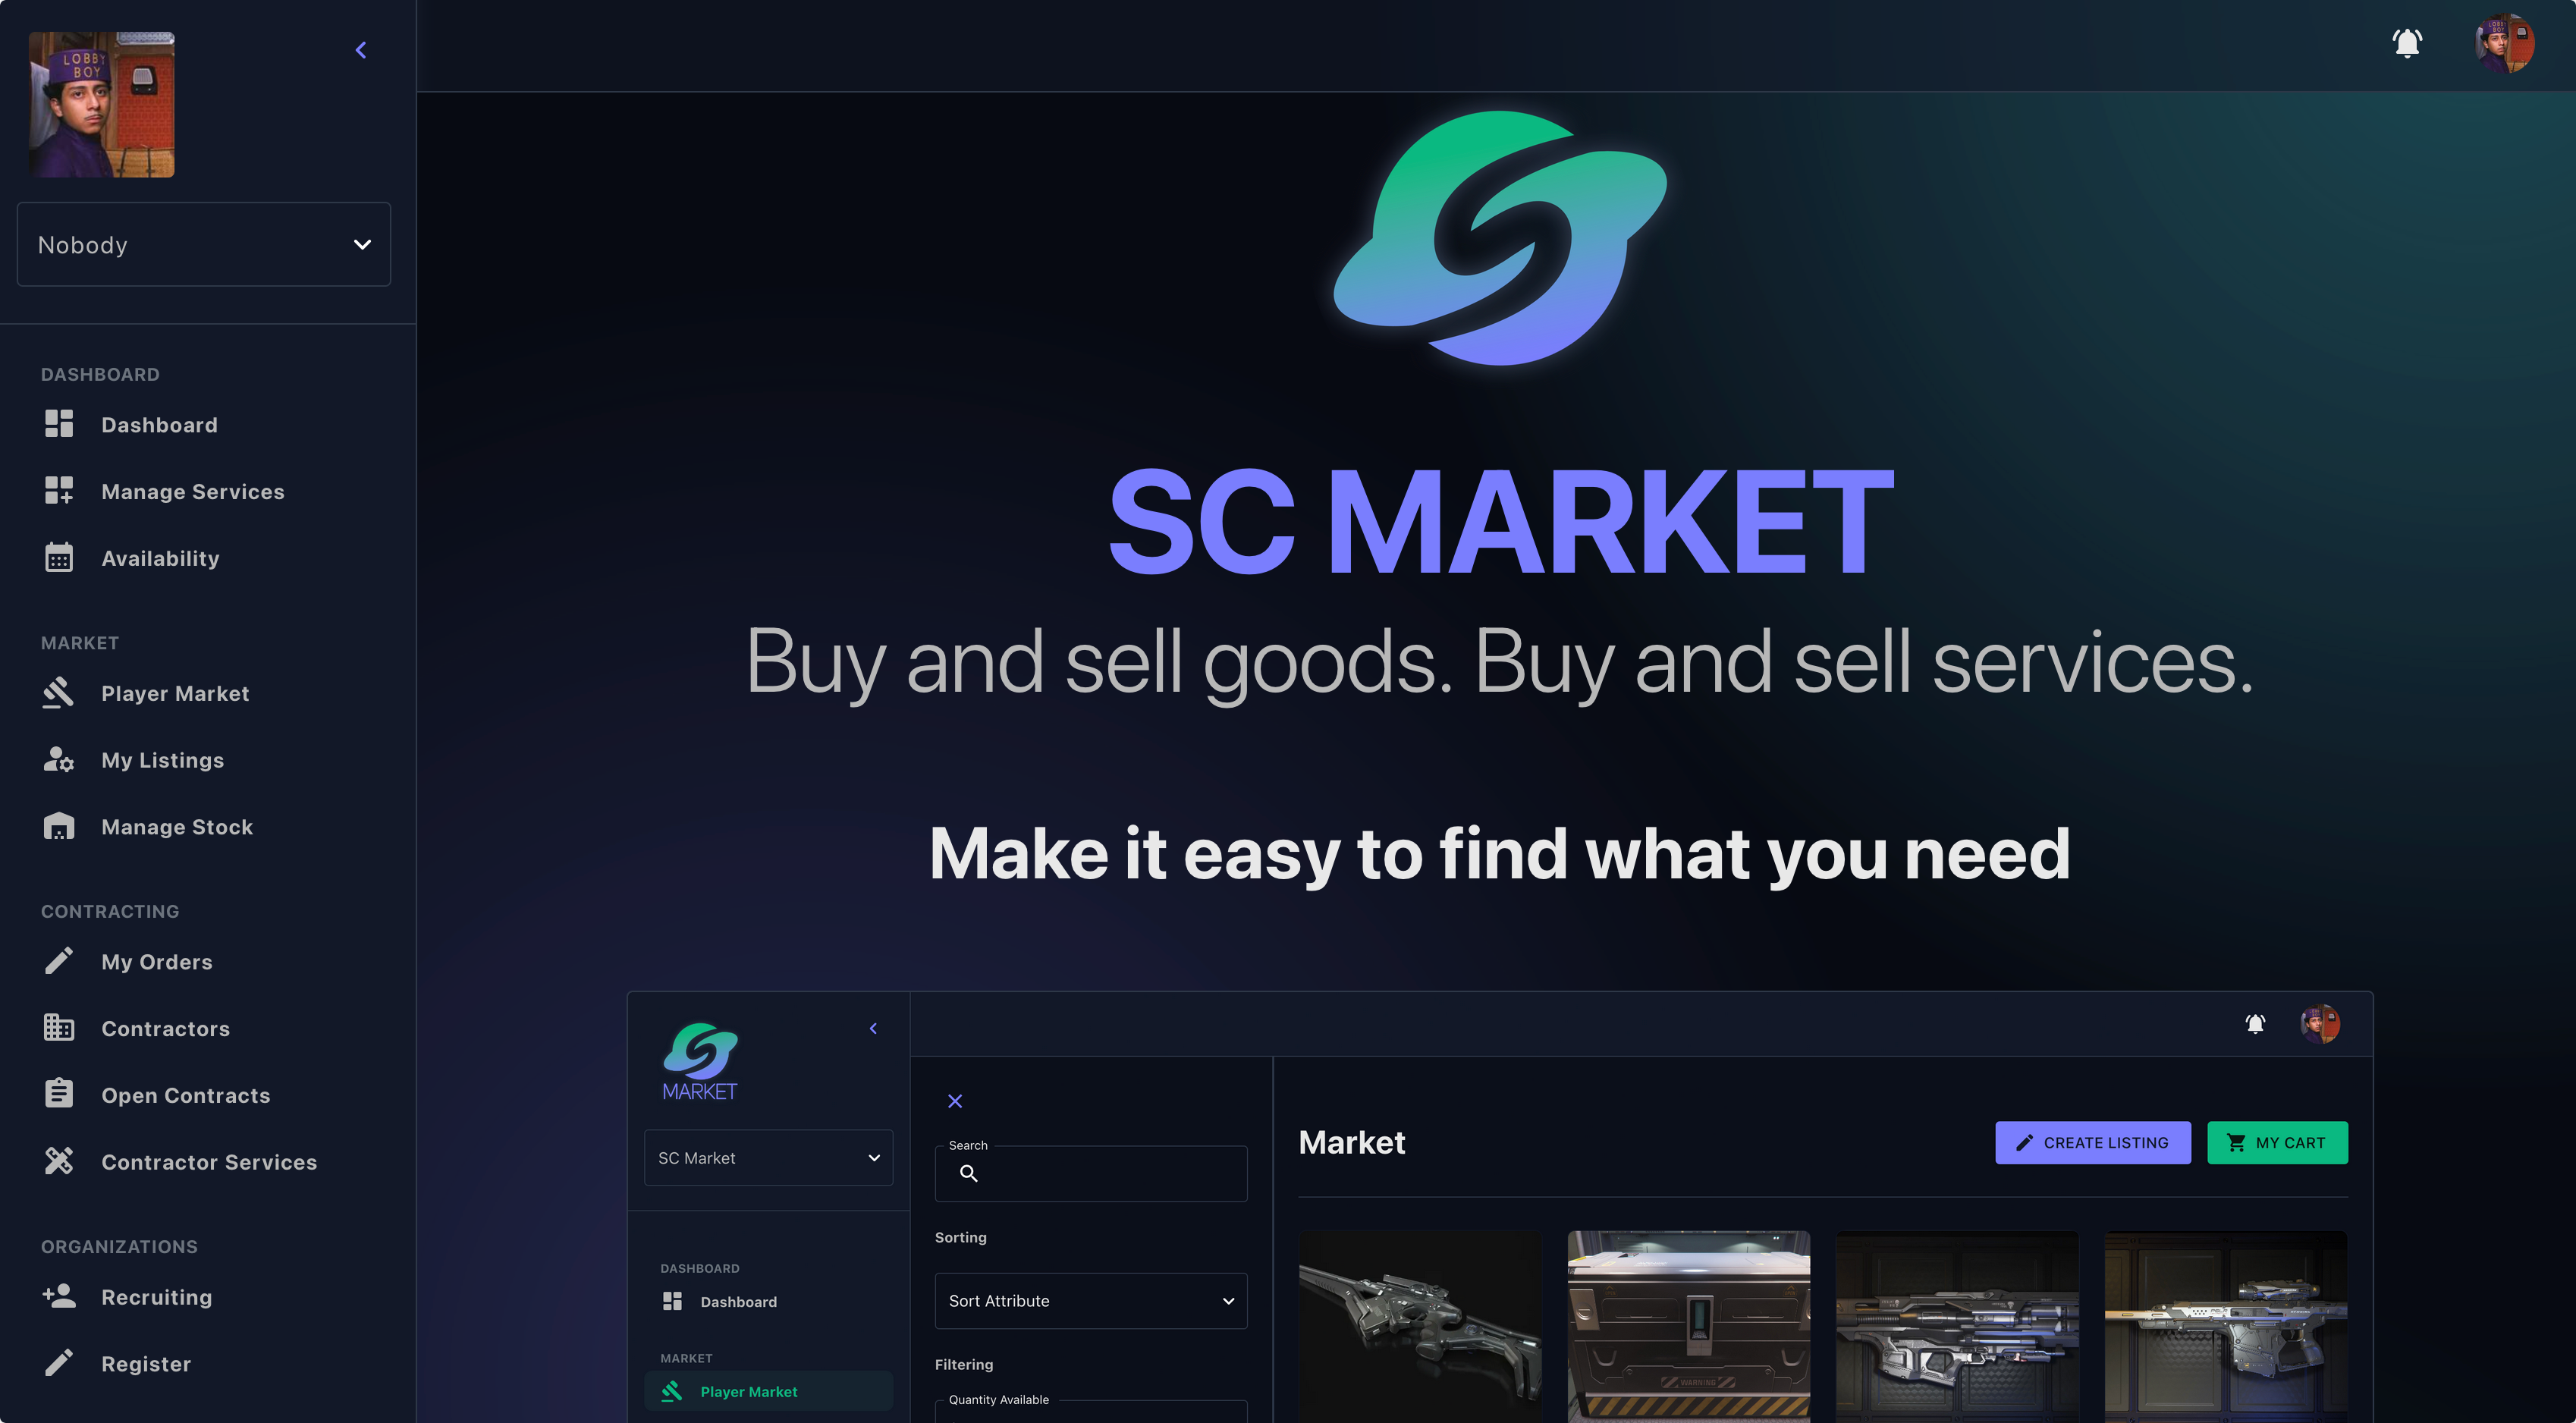 LOBBY
BOY
Nobody
DASHBOARD
Dashboard
Manage Services
Availability
MARKET
Player Market
My Listings
Manage Stock
CONTRACTING
My Orders
Contractors
Open Contracts
Contractor Services
ORGANIZATIONS
Recruiting
Register
SC MARKET
Buy and sell goods. Buy and sell services.
Make it easy to find what you need
MARKET
SC Market
DASHBOARD
Dashboard
MARKET
Player Market
Search
Sorting
Sort Attribute
Filtering
Quantity Available
Market
CREATE LISTING
MY CART
WARNING